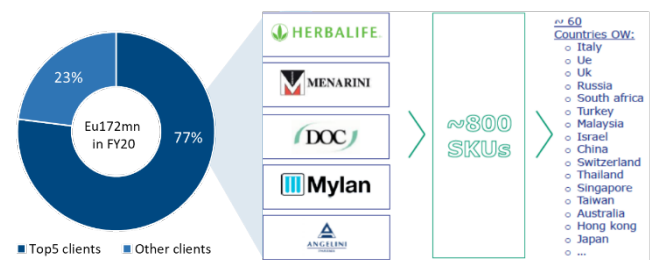 23%
Eu172mn
in FY20
77%
Top5 clients
Other clients
HERBALIFE.
MENARINI
DOC
Mylan
ANGELINI
~800
SKUs
~ 60
Countries OW:
o Italy
o Ue
o Uk
o Russia
o South africa
o Turkey
o Malaysia
o Israel
o China
o Switzerland
o Thailand
o Singapore
o Taiwan
o Australia
o Hong kong
o Japan
o ...